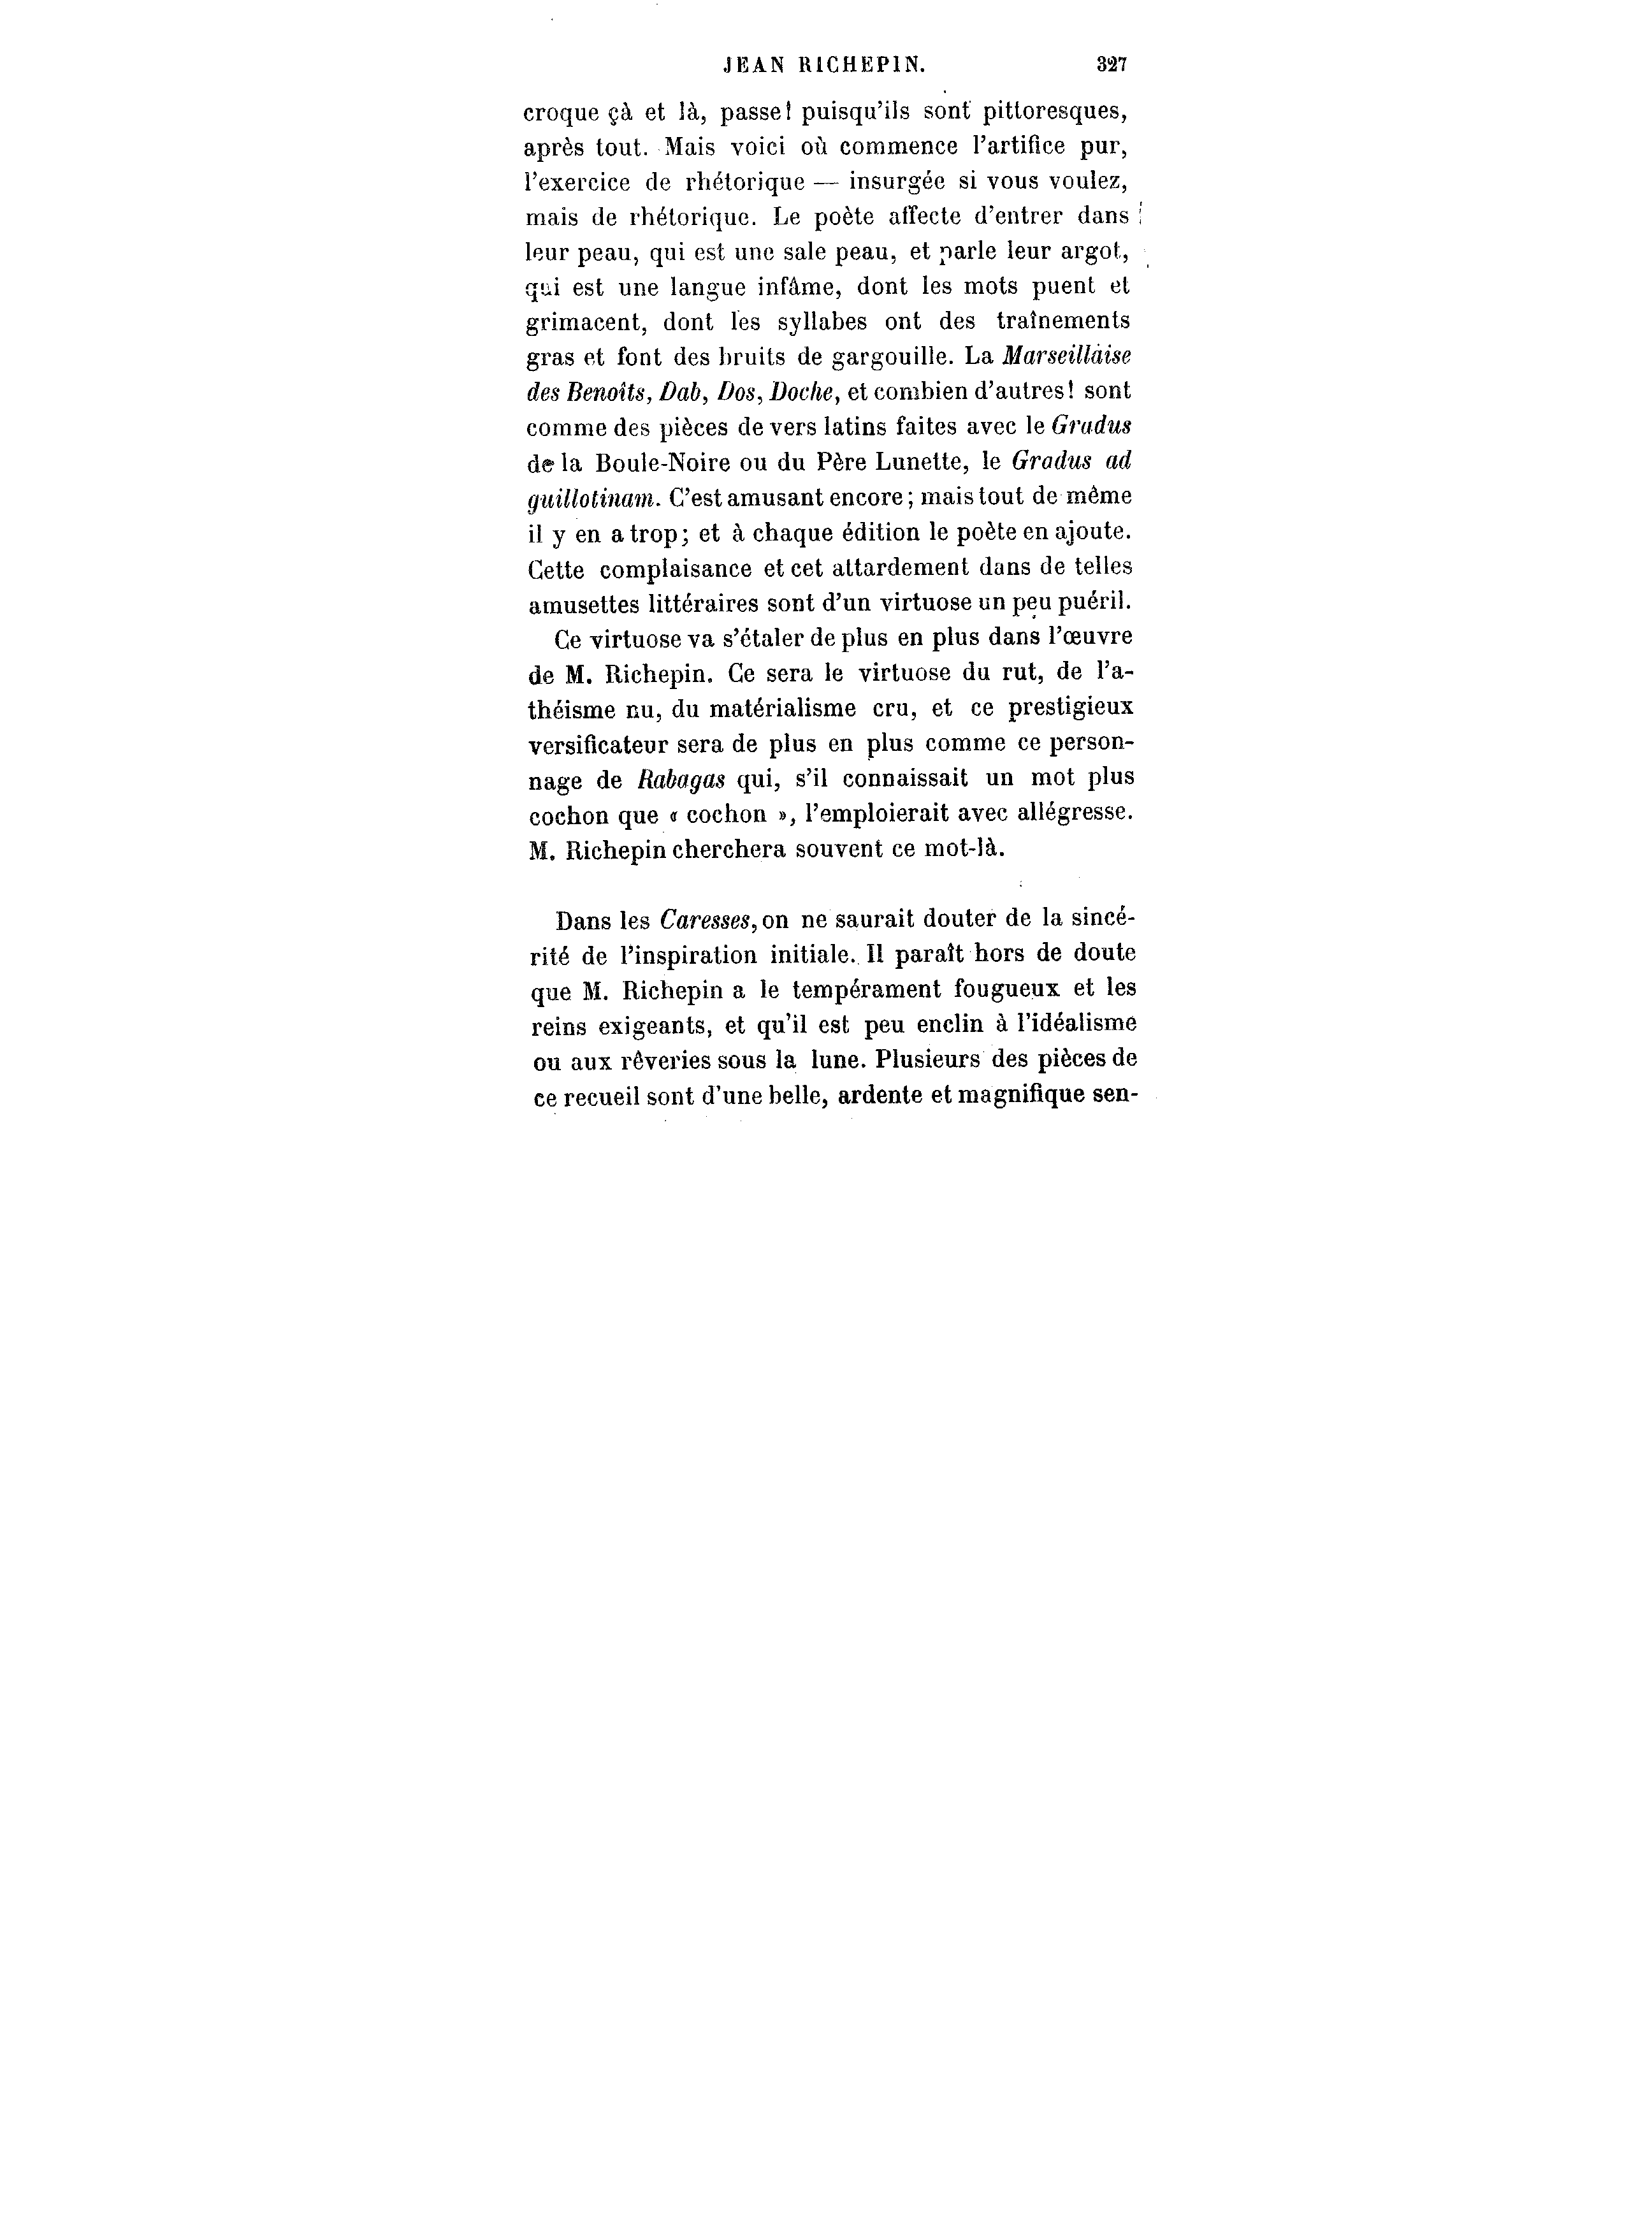 JEAN RICHEPIN. 327
croque çà et là, passe! puisqu'ils sont pittoresques,
après tout. Mais voici où commence l'artifice pur,
l'exercice de rhétorique — insurgée si vous voulez,
mais de rhétorique. Le poète affecte d'entrer dans
leur peau, qui est une sale peau, et parle leur argot,
qui est une langue infâme, dont les mots puent et
grimacent, dont les syllabes ont des traînements
gras et font des bruits de gargouille. La Marseillaise
des Benoîts, Dab, Dos, Doche, et combien d'autres! sont
comme des pièces de vers latins faites avec le Gradus
de la Boule-Noire ou du Père Lunette, le Gradus ad
guillotinam. C'est amusant encore; mais tout de même
il y en a trop; et à chaque édition le poète en ajoute.
Cette complaisance et cet attardement dans de telles
amusettes littéraires sont d'un virtuose un peu puéril.
Ce virtuose va s'étaler de plus en plus dans l'œuvre
de M. Richepin. Ce sera le virtuose du rut, de l'a-
théisme nu, du matérialisme cru, et ce prestigieux
versificateur sera de plus en plus comme ce person-
nage de Rabagas qui, s'il connaissait un mot plus
cochon que « cochon », l'emploierait avec allégresse.
M. Richepin cherchera souvent ce mot-là.
Dans les Caresses, on ne saurait douter de la sincé-
rité de l'inspiration initiale. Il paraît hors de doute
que M. Richepin a le tempérament fougueux et les
reins exigeants, et qu'il est peu enclin à l'idéalisme
ou aux rêveries sous la lune. Plusieurs des pièces de
ce recueil sont d'une belle, ardente et magnifique sen-